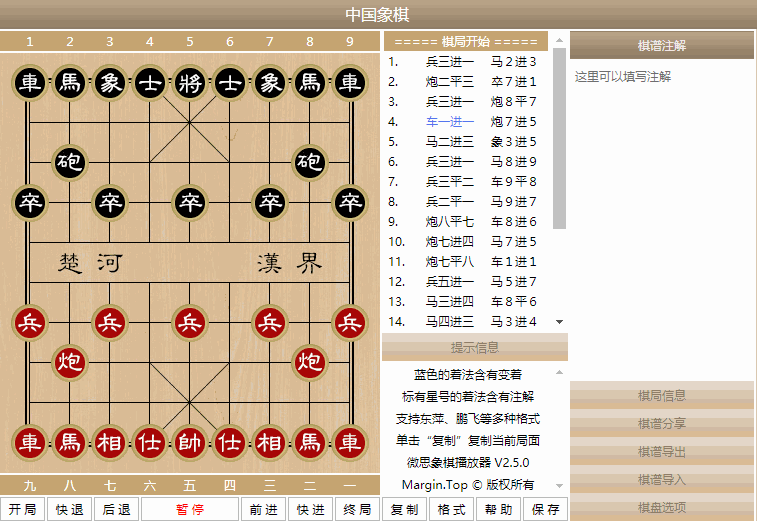 中国象棋
1 2 3 4 5 6 7 8 9
車 馬 象 士 將 士 象 馬 車
砲 砲
卒 卒 卒 卒 卒
楚 河 漢 界
兵 兵 兵 兵 兵
炮 炮
車 馬 相 仕 帥 仕 相 馬 車
九 八 七 六 五 四 三 二 一
开局 快退 后退 暂停 前进 快进 终局 复制 格式 帮助 保存
===== 棋局开始 =====
1. 兵三进一 马2进3
2. 炮二平三 卒7进1
3. 兵三进一 炮8平7
4. 车一进一 炮7进5
5. 马二进三 象3进5
6. 兵三进一 马8进9
7. 兵三平二 车9平8
8. 兵二平一 马9进7
9. 炮八平七 车8进6
10. 炮七进四 马7进5
11. 炮七平八 车1进1
12. 兵五进一 马5进7
13. 马三进四 车8平6
14. 马四进三 马3进4
提示信息
蓝色的着法含有变着
标有星号的着法含有注解
支持东萍、鹏飞等多种格式
单击“复制”复制当前局面
微思象棋播放器 V2.5.0
Margin.Top © 版权所有
棋谱注解
这里可以填写注解
棋局信息
棋谱分享
棋谱导出
棋谱导入
棋盘选项